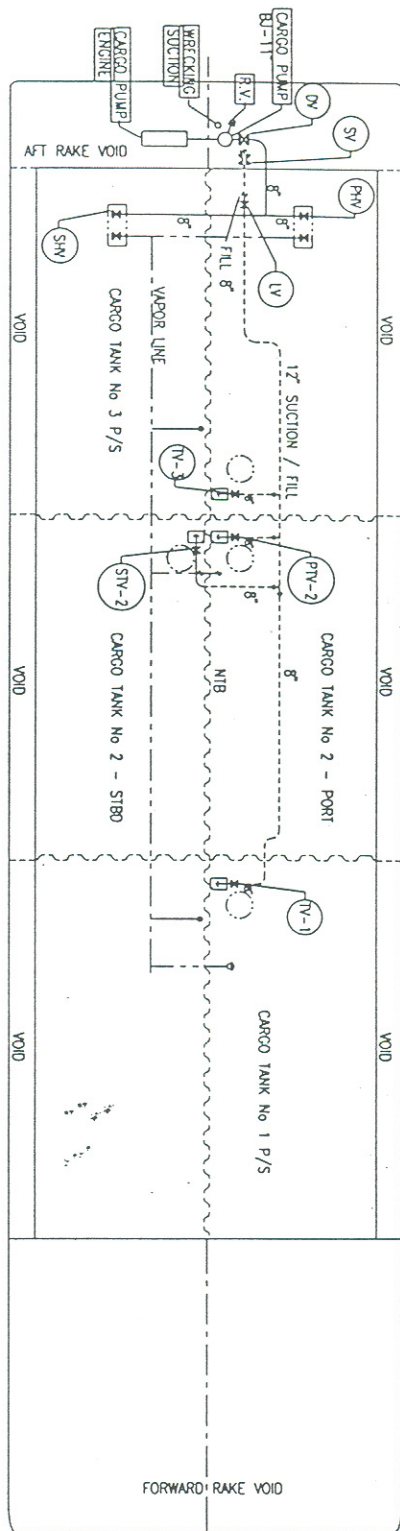 CARGO PUMP
BJ-11"
R.V.
WRECKING
SUCTION
CARGO PUMP
ENGINE
DV
SV
AFT RAKE VOID
PHV
8"
8"
8"
SHV
FILL 8"
LV
VOID
VOID
CARGO TANK No 3 P/S
VAPOR LINE
12" SUCTION / FILL
TV-3
STV-2
PTV-2
8"
8"
NTB
VOID
VOID
CARGO TANK No 2 - STBD
CARGO TANK No 2 - PORT
TV-1
CARGO TANK No 1 P/S
VOID
VOID
FORWARD RAKE VOID